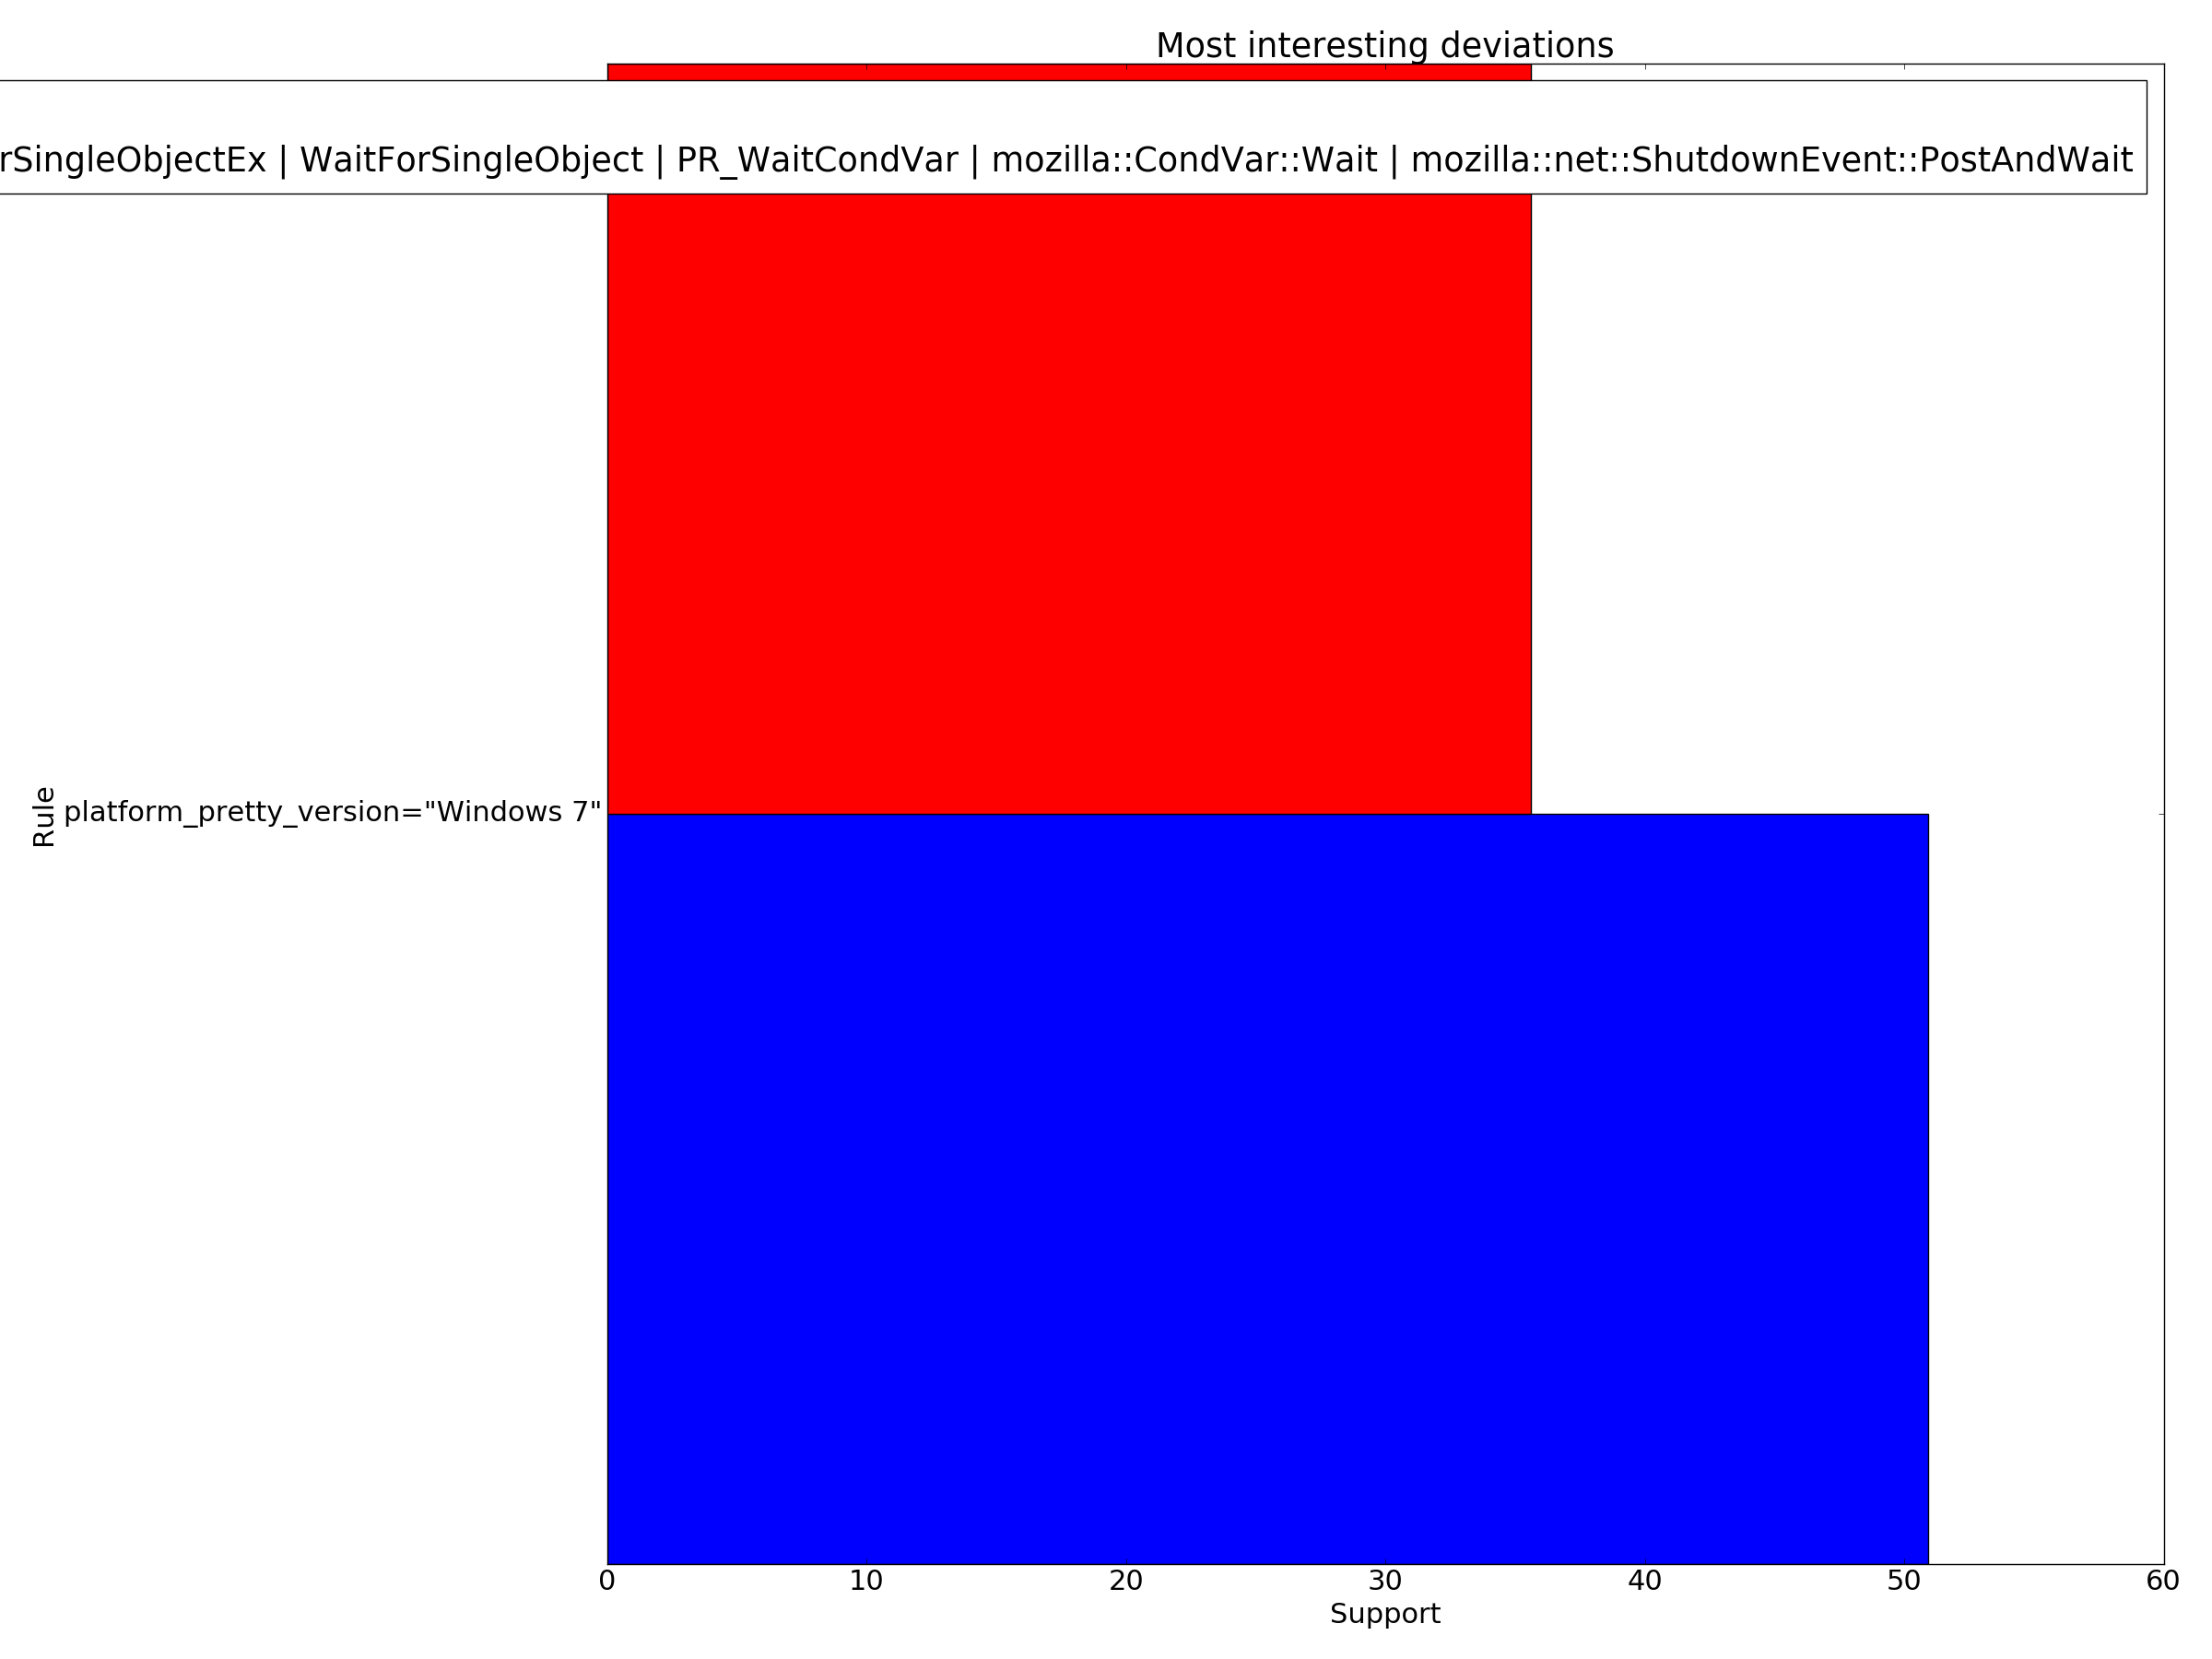 Most interesting deviations
rSingleObjectEx | WaitForSingleObject | PR_WaitCondVar | mozilla::CondVar::Wait | mozilla::net::ShutdownEvent::PostAndWait
Rule
platform_pretty_version="Windows 7"
0 10 20 30 40 50 60
Support